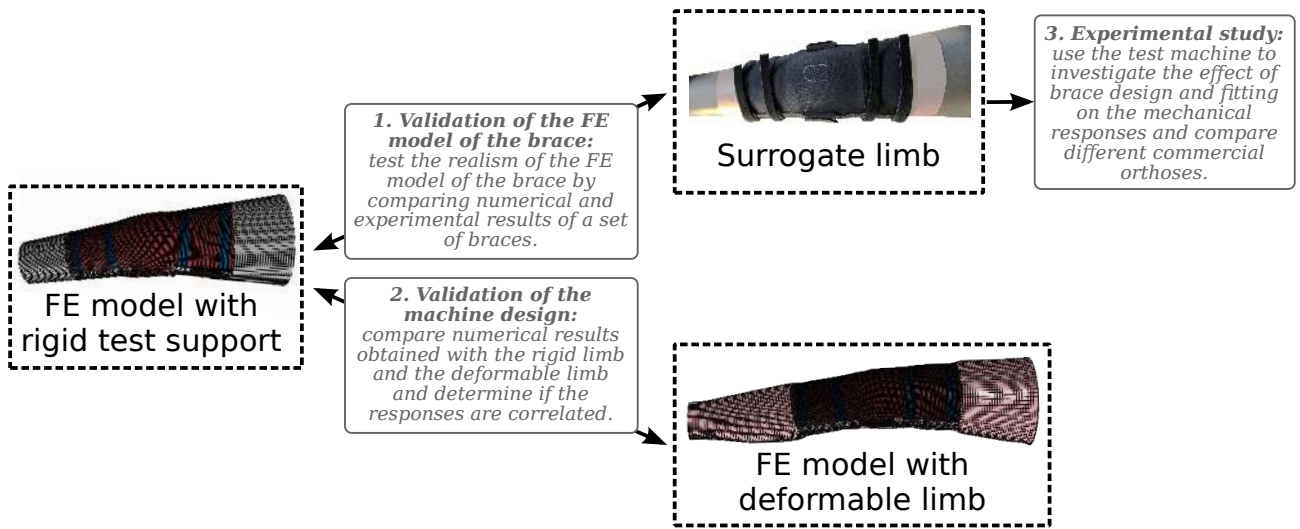 1. Validation of the FE
model of the brace:
test the realism of the FE
model of the brace by
comparing numerical and
experimental results of a set
of braces.
Surrogate limb
3. Experimental study:
use the test machine to
investigate the effect of
brace design and fitting
on the mechanical
responses and compare
different commercial
orthoses.
FE model with
rigid test support
2. Validation of the
machine design:
compare numerical results
obtained with the rigid limb
and the deformable limb
and determine if the
responses are correlated.
FE model with
deformable limb